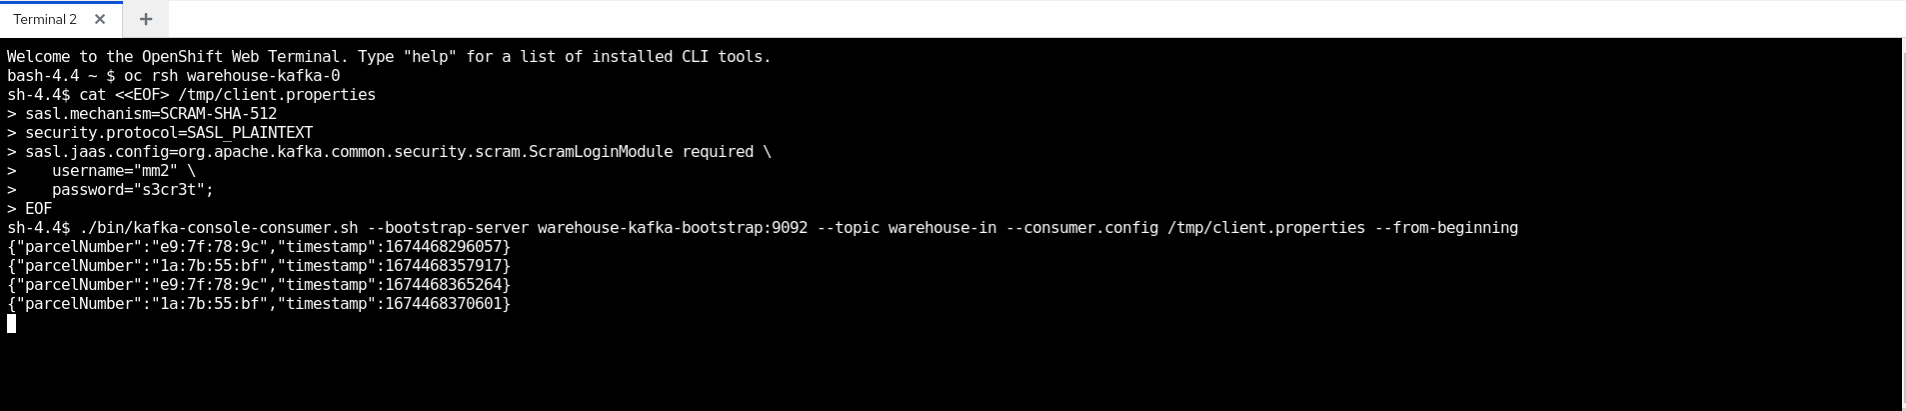 Terminal 2
Welcome to the OpenShift Web Terminal. Type "help" for a list of installed CLI tools.
bash-4.4 ~ $ oc rsh warehouse-kafka-0
sh-4.4$ cat <<EOF> /tmp/client.properties
> sasl.mechanism=SCRAM-SHA-512
> security.protocol=SASL_PLAINTEXT
> sasl.jaas.config=org.apache.kafka.common.security.scram.ScramLoginModule required \
>    username="mm2" \
>    password="s3cr3t";
> EOF
sh-4.4$ ./bin/kafka-console-consumer.sh --bootstrap-server warehouse-kafka-bootstrap:9092 --topic warehouse-in --consumer.config /tmp/client.properties --from-beginning
{"parcelNumber":"e9:7f:78:9c","timestamp":1674468296057}
{"parcelNumber":"1a:7b:55:bf","timestamp":1674468357917}
{"parcelNumber":"e9:7f:78:9c","timestamp":1674468365264}
{"parcelNumber":"1a:7b:55:bf","timestamp":1674468370601}